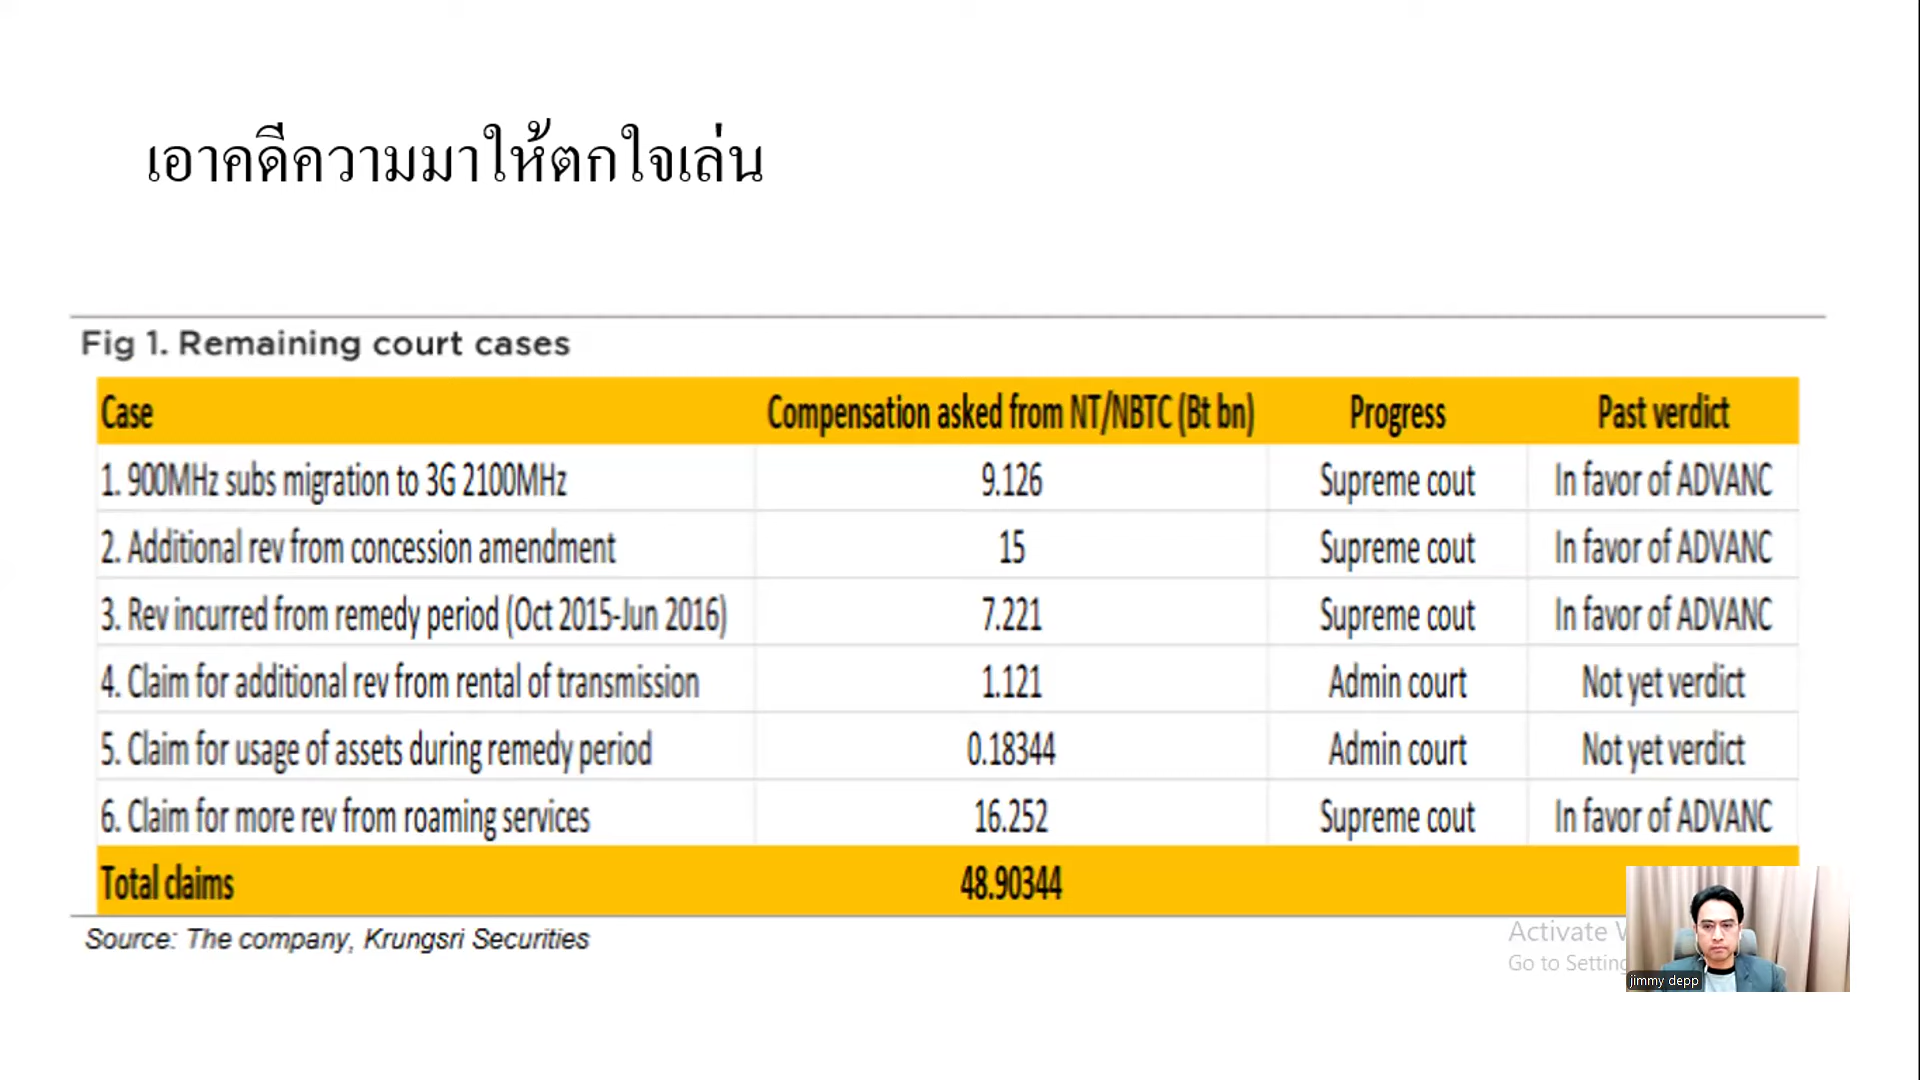 เอาคดีความมาให้ตกใจเล่น
Fig 1. Remaining court cases
Case Compensation asked from NT/NBTC (Bt bn) Progress Past verdict
1. 900MHz subs migration to 3G 2100MHz 9.126 Supreme cout In favor of ADVANC
2. Additional rev from concession amendment 15 Supreme cout In favor of ADVANC
3. Rev incurred from remedy period (Oct 2015-Jun 2016) 7.221 Supreme cout In favor of ADVANC
4. Claim for additional rev from rental of transmission 1.121 Admin court Not yet verdict
5. Claim for usage of assets during remedy period 0.18344 Admin court Not yet verdict
6. Claim for more rev from roaming services 16.252 Supreme cout In favor of ADVANC
Total claims 48.90344
Source: The company, Krungsri Securities
Activate
Go to
jimmy depp